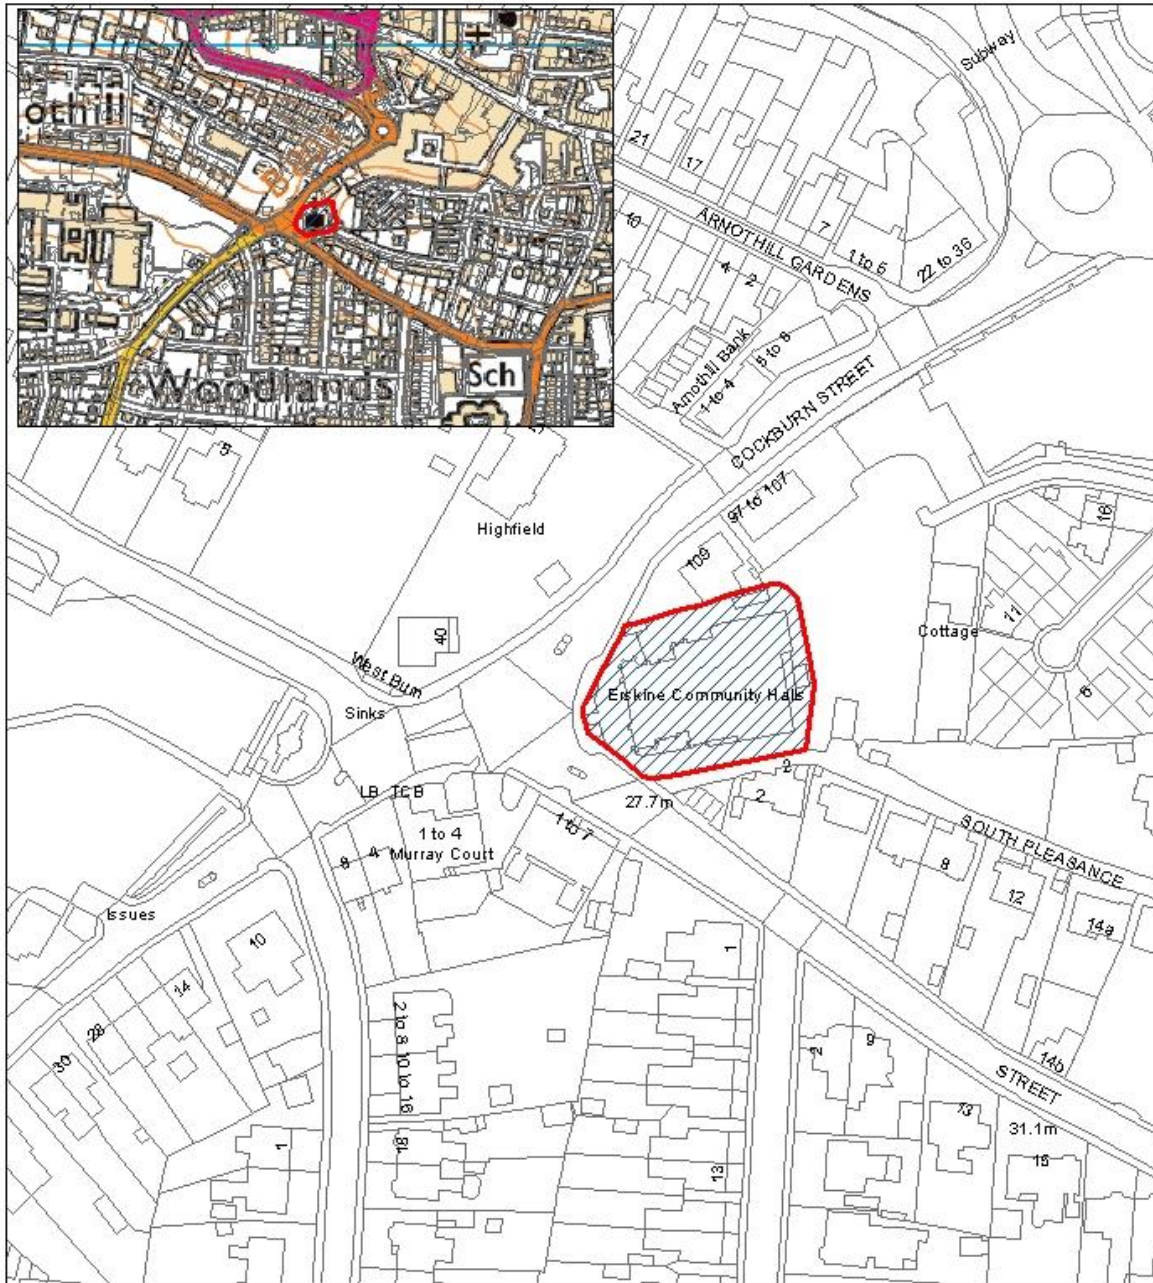 othill
Woodlands
Sch
Subway
21
17
ARNOTHILL GARDENS
10
7
1 to 6
22 to 36
4
2
Arnothill Bank
1 to 4
5 to 8
COCKBURN STREET
5
Highfield
97 to 107
109
16
11
Cottage
6
40
West Burn
Sinks
Erskine Community Halls
LB
TCB
27.7m
2
2
1 to 7
1 to 4
Murray Court
8
4
SOUTH PLEASANCE
8
12
14a
Issues
10
14
28
30
1
2 to 8
10 to 16
18
1
13
2
9
13
14b
STREET
31.1m
15